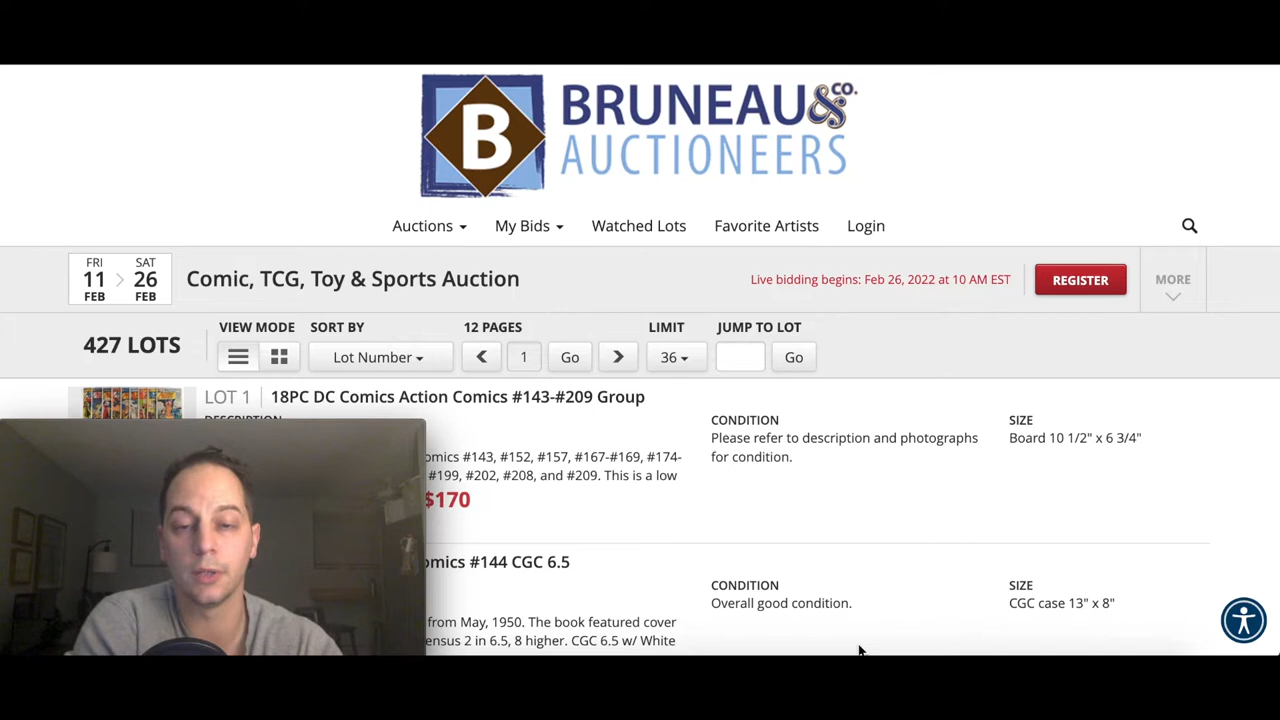 B
BRUNEAU & CO.
AUCTIONEERS
Auctions My Bids Watched Lots Favorite Artists Login
FRI 11 FEB > SAT 26 FEB
Comic, TCG, Toy & Sports Auction
Live bidding begins: Feb 26, 2022 at 10 AM EST
REGISTER
MORE
427 LOTS
VIEW MODE SORT BY 12 PAGES LIMIT JUMP TO LOT
Lot Number 1 Go 36 Go
LOT 1 18PC DC Comics Action Comics #143-#209 Group
DESCRIPTION CONDITION SIZE
Please refer to description and photographs Board 10 1/2" x 6 3/4"
omics #143, #152, #157, #167-#169, #174- for condition.
#199, #202, #208, and #209. This is a low
$170
omics #144 CGC 6.5
CONDITION SIZE
Overall good condition. CGC case 13" x 8"
from May, 1950. The book featured cover
ensus 2 in 6.5, 8 higher. CGC 6.5 w/ White